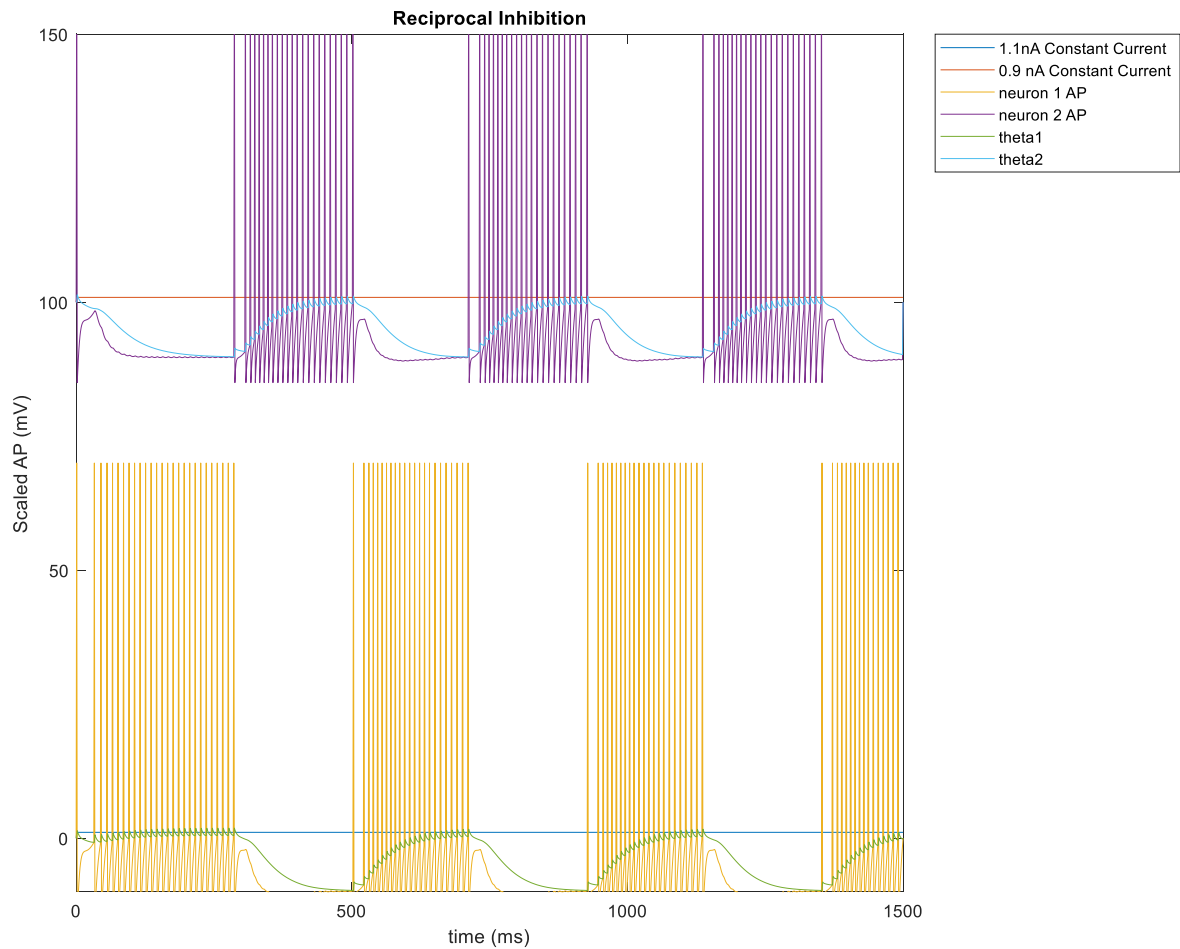 Reciprocal Inhibition
150
100
50
0
Scaled AP (mV)
0
500
1000
1500
time (ms)
1.1nA Constant Current
0.9 nA Constant Current
neuron 1 AP
neuron 2 AP
theta1
theta2